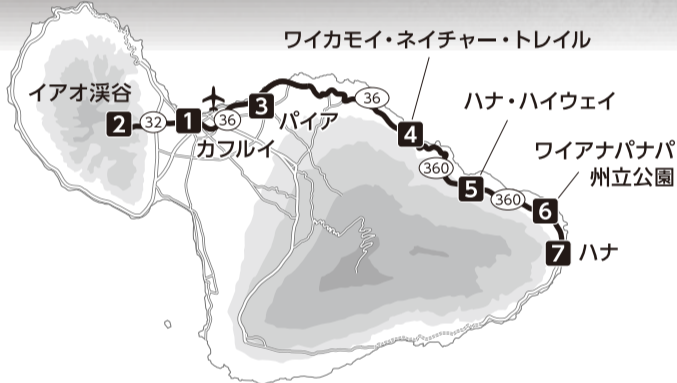 ワイカモイ・ネイチャー・トレイル
イアオ渓谷
2
32
1
36
3
パイア
カフルイ
36
4
ハナ・ハイウェイ
360
5
360
ワイアナパナパ
州立公園
6
7 ハナ